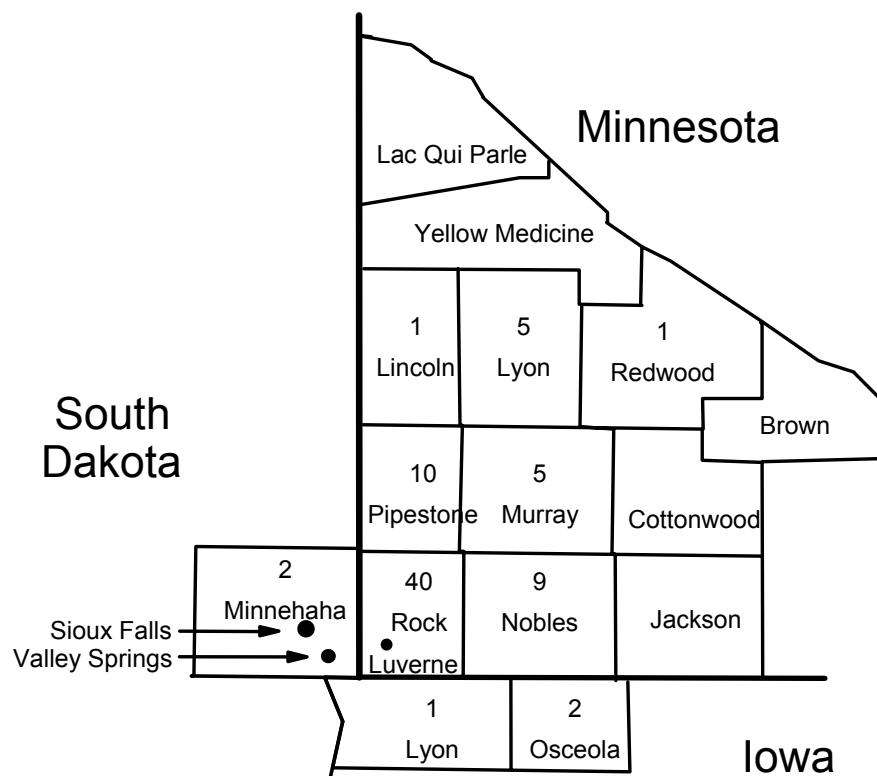 Minnesota
Lac Qui Parle
Yellow Medicine
1
Lincoln
5
Lyon
1
Redwood
South
Dakota
Brown
10
Pipestone
5
Murray
Cottonwood
2
Minnehaha
Sioux Falls
Valley Springs
40
Rock
Luverne
9
Nobles
Jackson
1
Lyon
2
Osceola
Iowa